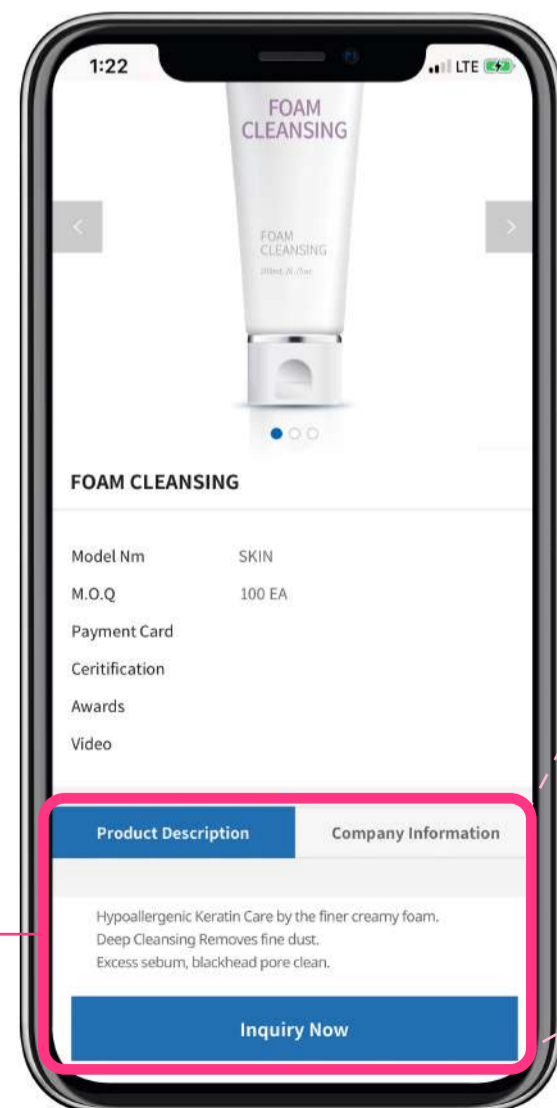 1:22
LTE
FOAM
CLEANSING
<
>
FOAM
CLEANSING
FOAM CLEANSING
Model Nm SKIN
M.O.Q 100 EA
Payment Card
Ceritification
Awards
Video
Product Description Company Information
Hypoallergenic Keratin Care by the finer creamy foam.
Deep Cleansing Removes fine dust.
Excess sebum, blackhead pore clean.
Inquiry Now